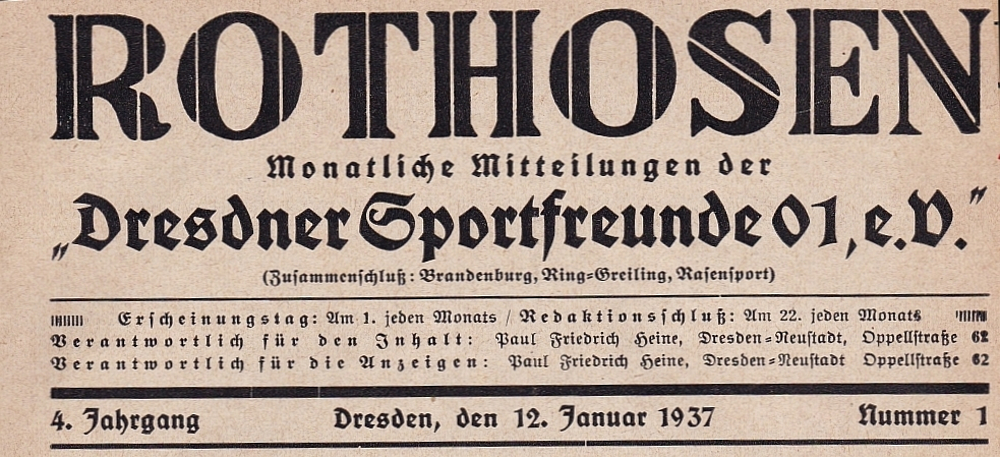 ROTHOSEN
Monatliche Mitteilungen der
„Dresdner Sportfreunde 01, e.V.”
(Zusammenschluß: Brandenburg, Ring=Greiling, Rasensport)
Erscheinungstag: Am 1. jeden Monats / Redaktionsschluß: Am 22. jeden Monats
Verantwortlich für den Inhalt: Paul Friedrich Heine, Dresden=Neustadt, Oppellstraße 62
Verantwortlich für die Anzeigen: Paul Friedrich Heine, Dresden=Neustadt Oppellstraße 62
4. Jahrgang Dresden, den 12. Januar 1937 Nummer 1